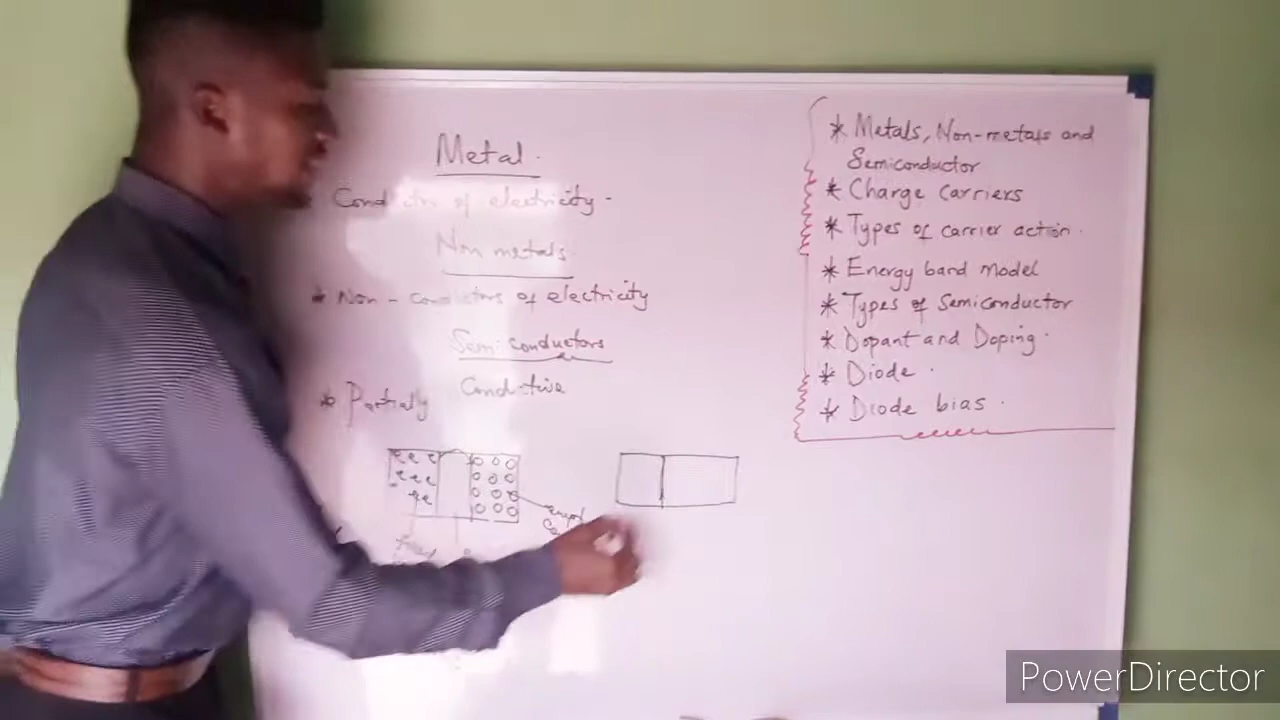 Metal.
Conductors of electricity.
Non metals.
* Non-conductors of electricity
Semiconductors
* Partially Conductive
e e e
e e e
e e
* Metals, Non-metals and
Semiconductor
* Charge carriers
* Types of carrier action.
* Energy band model
* Types of Semiconductor
* Dopant and Doping.
* Diode.
* Diode bias.
PowerDirector